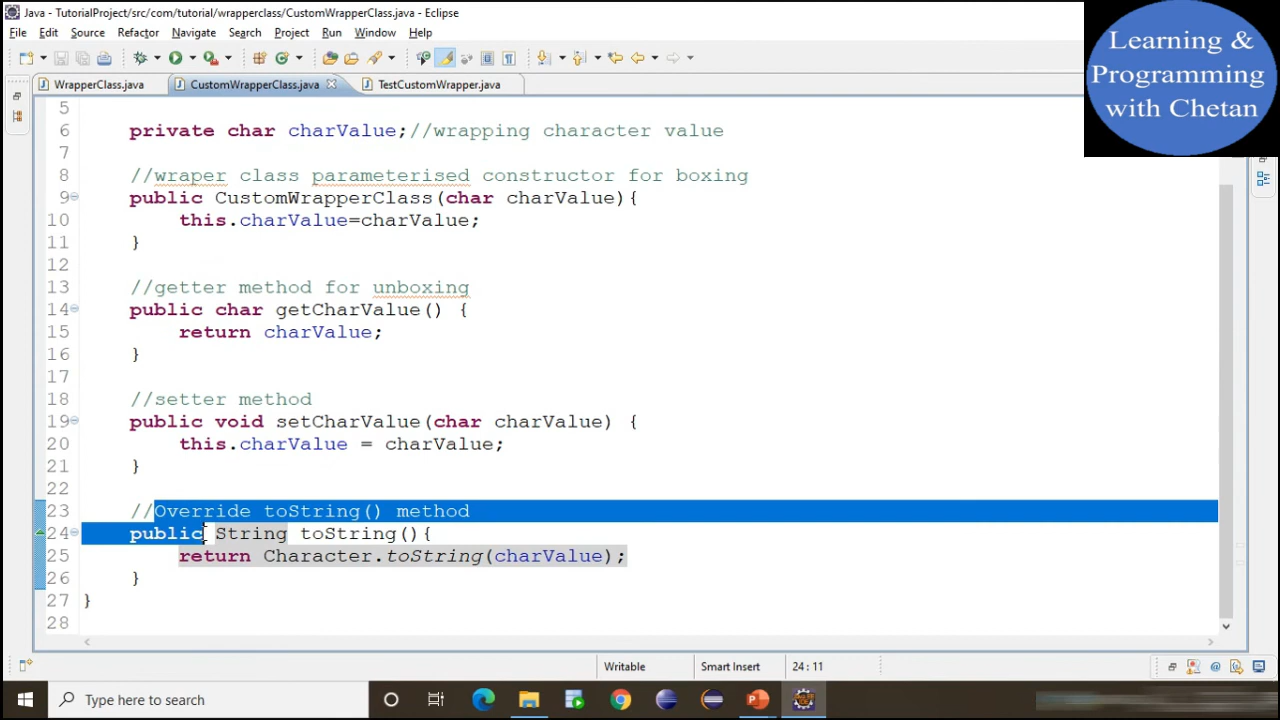 Java - TutorialProject/src/com/tutorial/wrapperclass/CustomWrapperClass.java - Eclipse
File Edit Source Refactor Navigate Search Project Run Window Help
Learning &
Programming
with Chetan
WrapperClass.java CustomWrapperClass.java TestCustomWrapper.java
5
6 private char charValue;//wrapping character value
7
8 //wraper class parameterised constructor for boxing
9 public CustomWrapperClass(char charValue){
10 this.charValue=charValue;
11 }
12
13 //getter method for unboxing
14 public char getCharValue() {
15 return charValue;
16 }
17
18 //setter method
19 public void setCharValue(char charValue) {
20 this.charValue = charValue;
21 }
22
23 //Override toString() method
24 public String toString(){
25 return Character.toString(charValue);
26 }
27 }
28
Writable Smart Insert 24 : 11
Type here to search